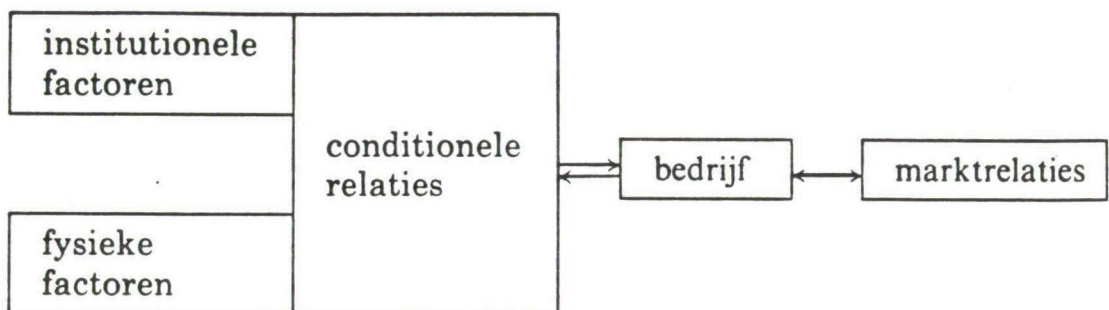 institutionele
factoren
conditionele
relaties
bedrijf
marktrelaties
fysieke
factoren